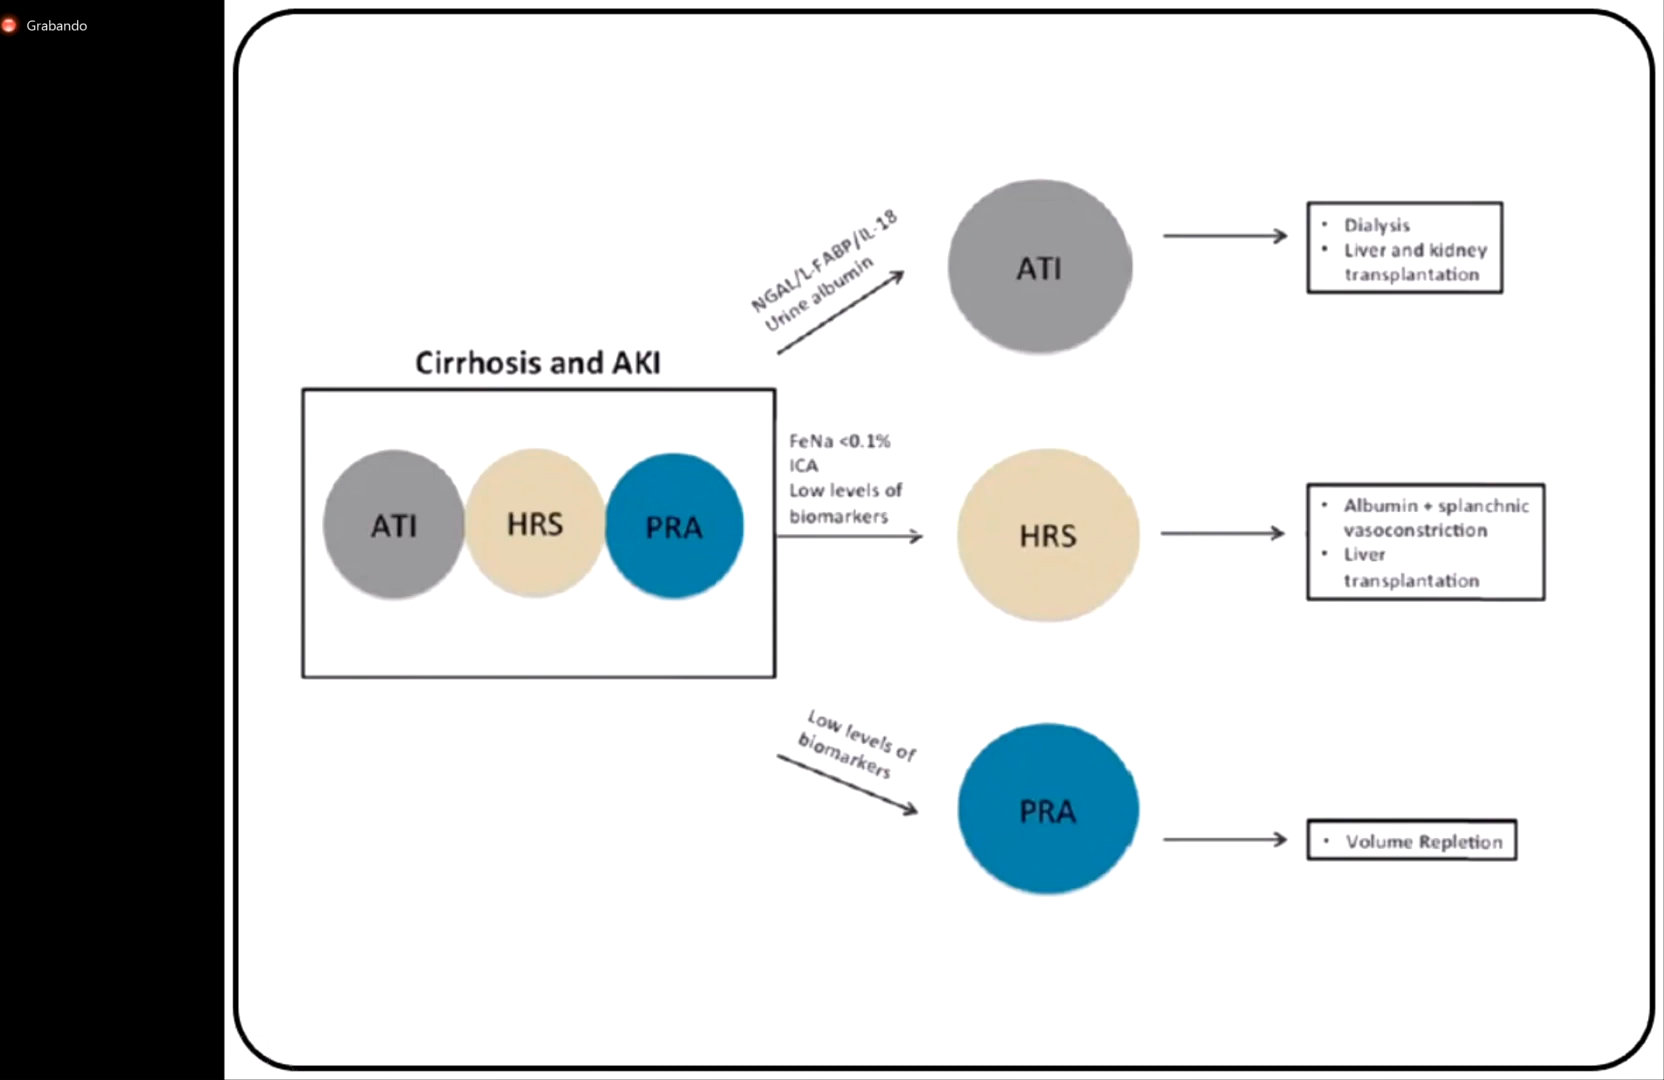 Grabando
NGAL/L-FABP/IL-18
Urine albumin
ATI
• Dialysis
• Liver and kidney
transplantation
Cirrhosis and AKI
ATI
HRS
PRA
FeNa <0.1%
ICA
Low levels of
biomarkers
HRS
• Albumin + splanchnic
vasoconstriction
• Liver
transplantation
Low levels of
biomarkers
PRA
• Volume Repletion